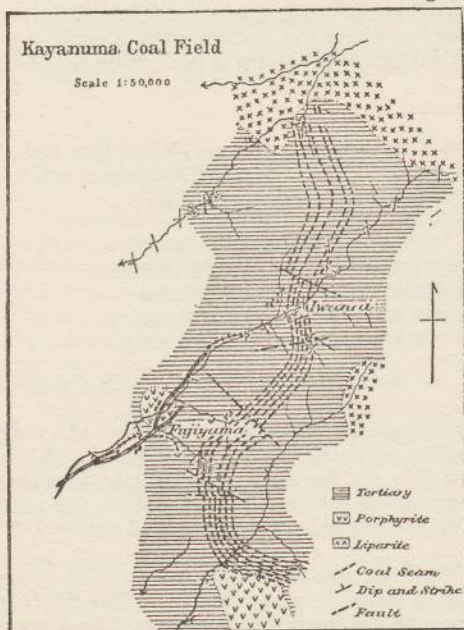 Kayanuma Coal Field
Scale 1:50,000
Iwanai
Fujiyama
Tertiary
Porphyrite
Liparite
Coal Seam
Dip and Strike
Fault